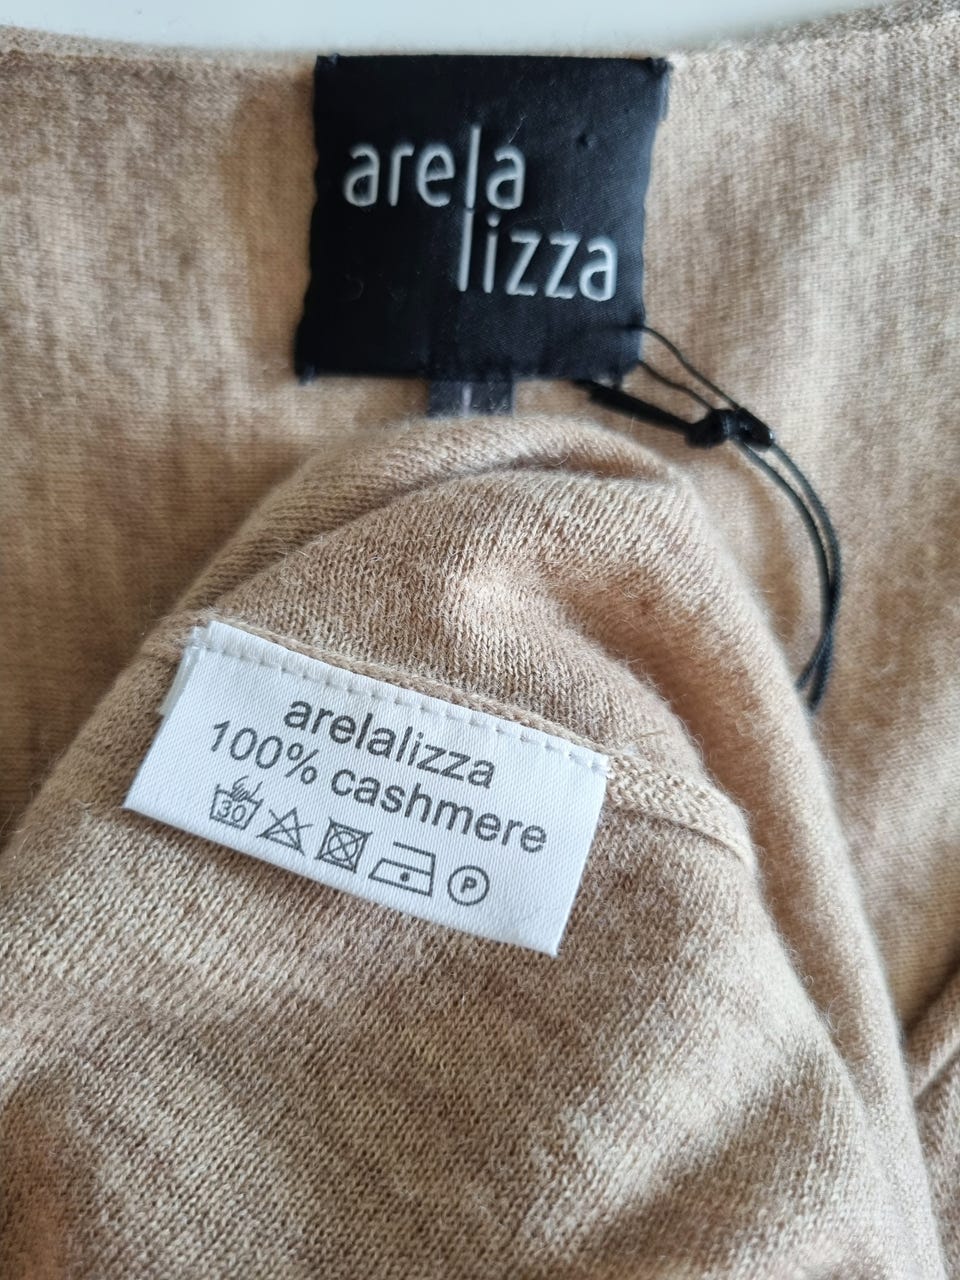 arela
lizza
arelalizza
100% cashmere
30
P